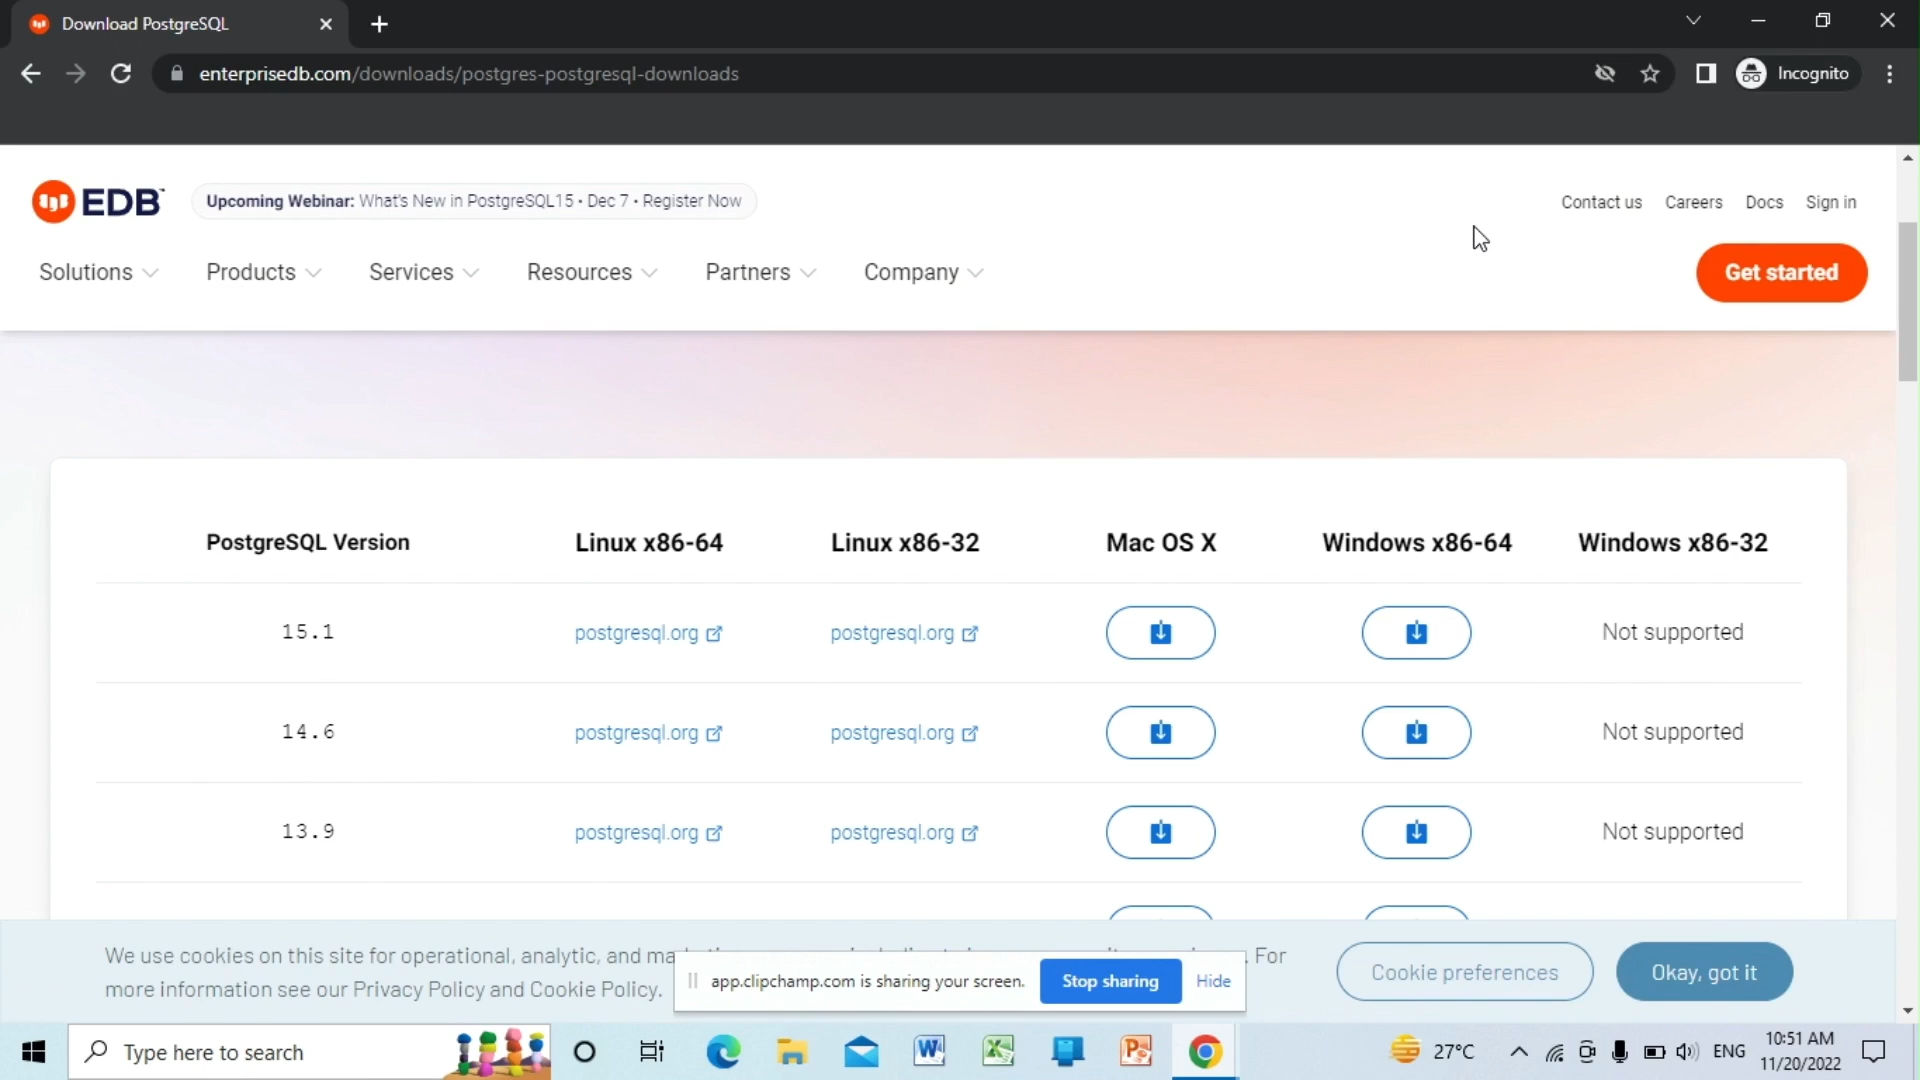 Download PostgreSQL
enterprisedb.com/downloads/postgres-postgresql-downloads
Incognito
EDB™
Upcoming Webinar: What's New in PostgreSQL15 • Dec 7 • Register Now
Contact us Careers Docs Sign in
Solutions Products Services Resources Partners Company
Get started
PostgreSQL Version Linux x86-64 Linux x86-32 Mac OS X Windows x86-64 Windows x86-32
15.1 postgresql.org postgresql.org Not supported
14.6 postgresql.org postgresql.org Not supported
13.9 postgresql.org postgresql.org Not supported
We use cookies on this site for operational, analytic, and For
more information see our Privacy Policy and Cookie Policy.
app.clipchamp.com is sharing your screen. Stop sharing Hide
Cookie preferences Okay, got it
Type here to search
27°C ENG
10:51 AM
11/20/2022